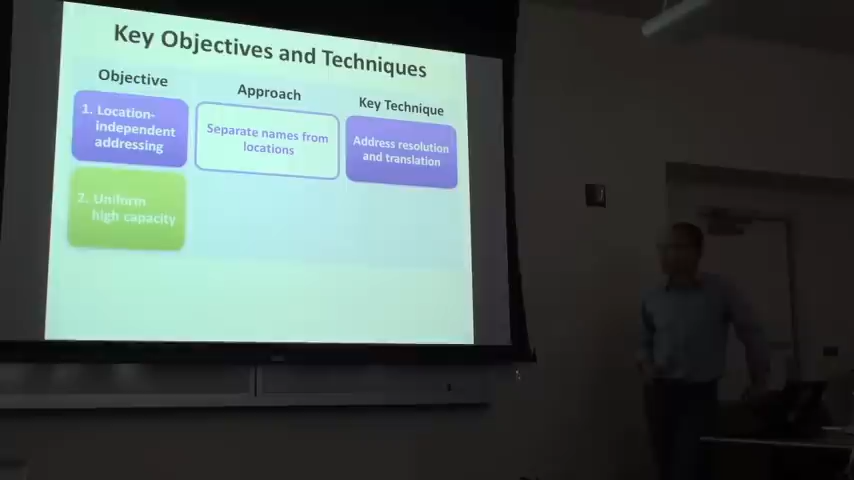 Key Objectives and Techniques
Objective
Approach
Key Technique
1. Location-
independent
addressing
Separate names from
locations
Address resolution
and translation
2. Uniform
high capacity